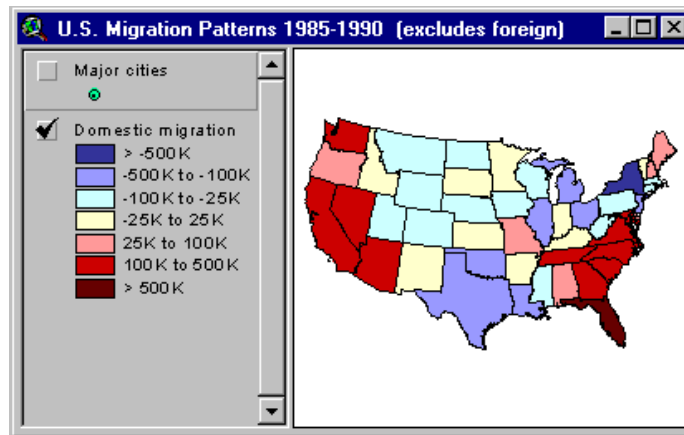 U.S. Migration Patterns 1985-1990 (excludes foreign)
Major cities
Domestic migration
> -500K
-500K to -100K
-100K to -25K
-25K to 25K
25K to 100K
100K to 500K
> 500K